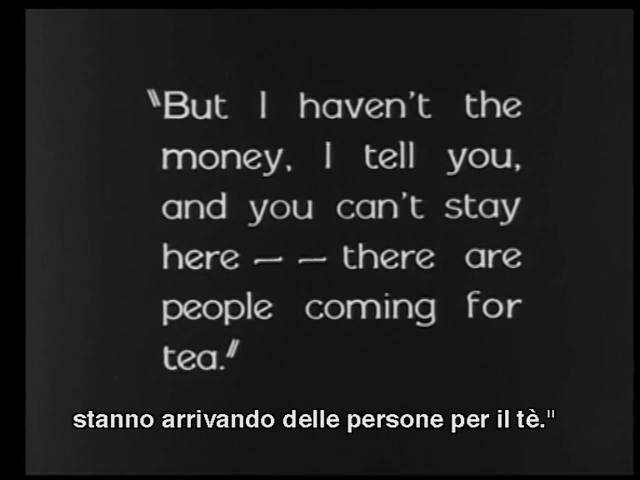 "But I haven't the
money, I tell you,
and you can't stay
here — — there are
people coming for
tea."
stanno arrivando delle persone per il tè."